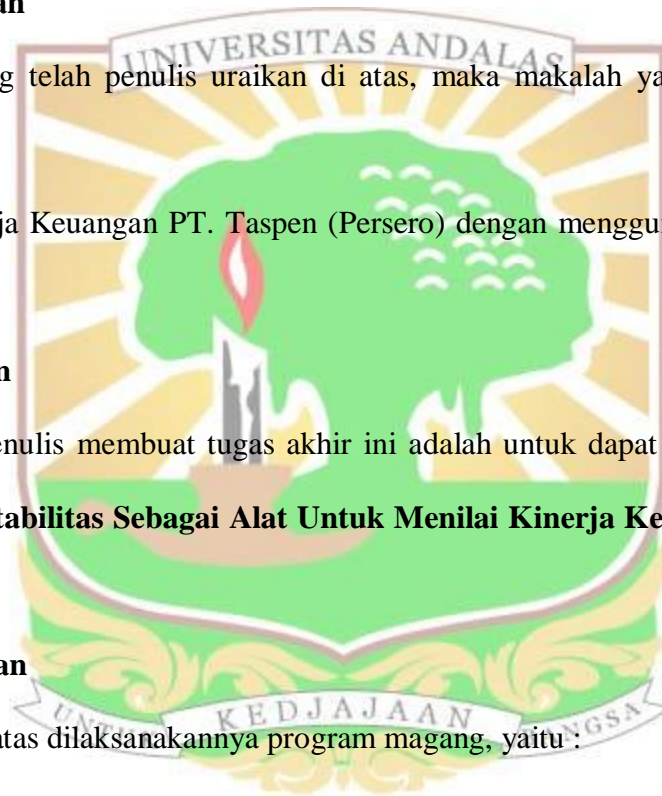 an
UNIVERSITAS ANDALAS
g telah penulis uraikan di atas, maka makalah ya
ja Keuangan PT. Taspen (Persero) dengan menggu
n
enulis membuat tugas akhir ini adalah untuk dapat
tabilitas Sebagai Alat Untuk Menilai Kinerja Ke
an
KEDJAJAAN
atas dilaksanakannya program magang, yaitu :